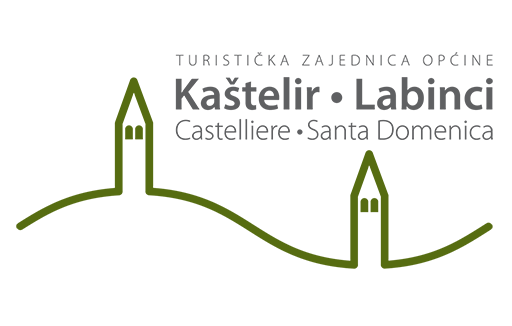 TURISTIČKA ZAJEDNICA OPĆINE
Kaštelir • Labinci
Castelliere • Santa Domenica